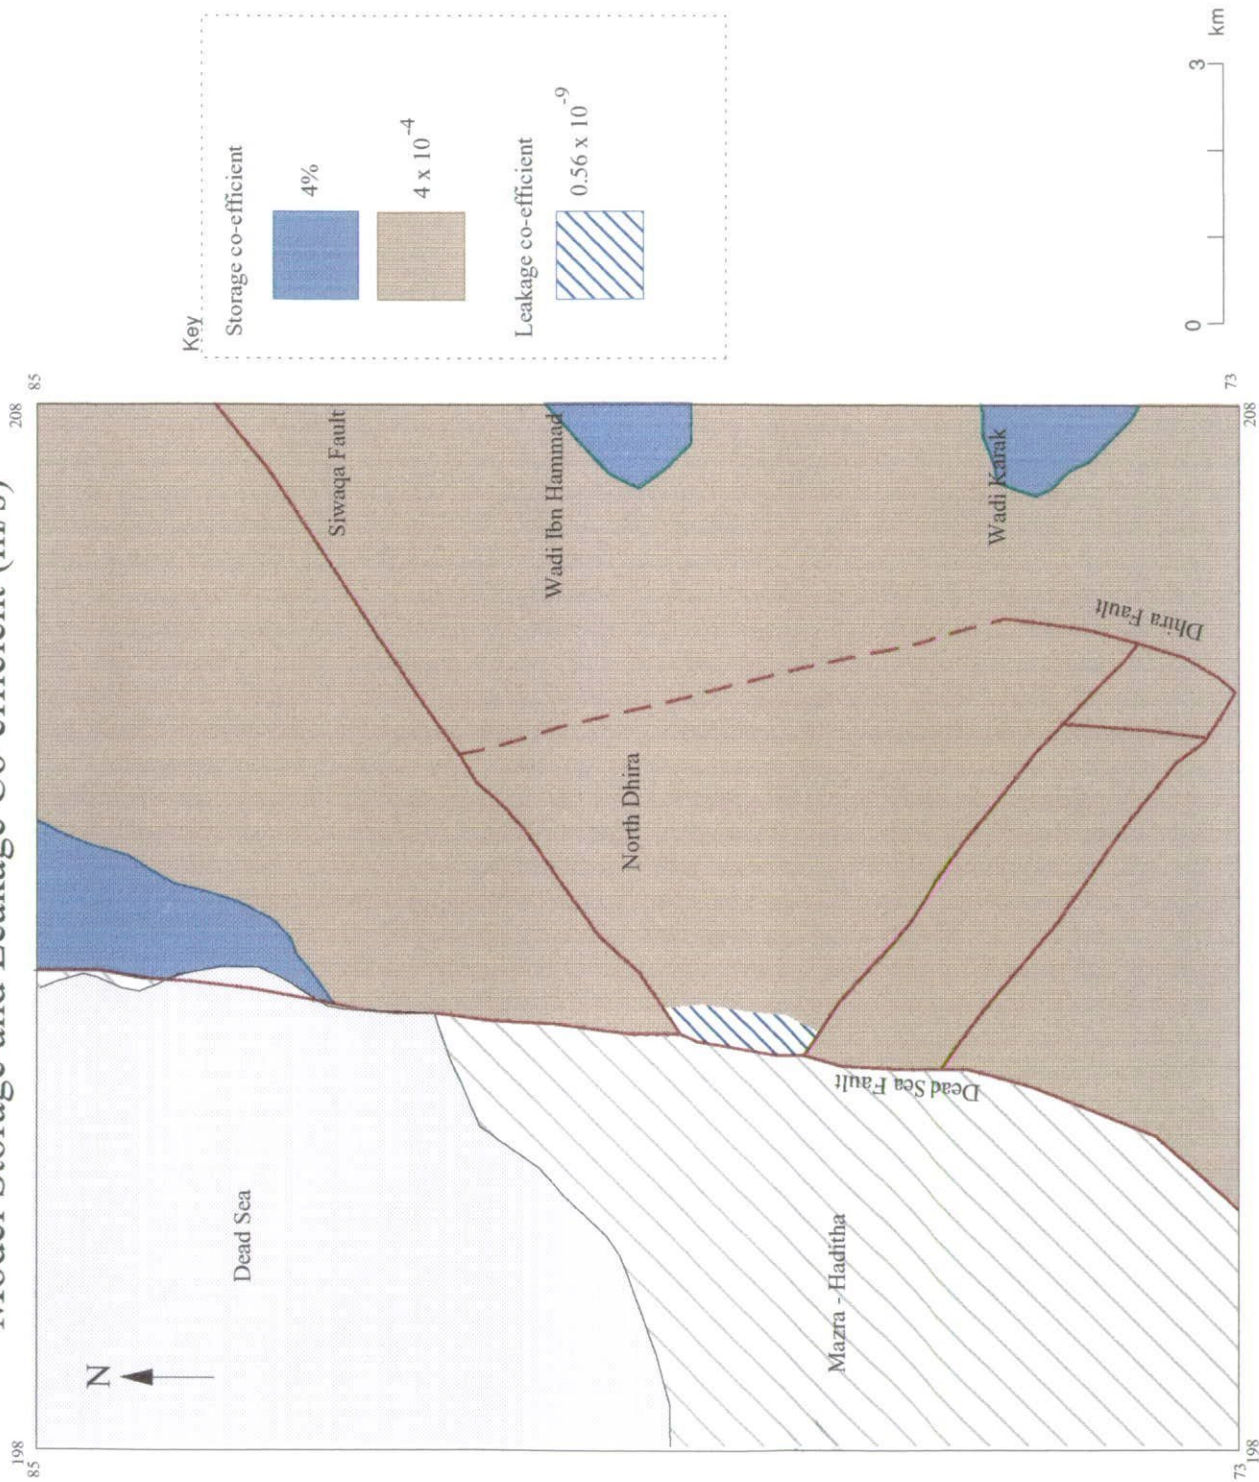 Model Storage and Leakage Co-efficient (m/s)
198
208
85
85
N
Dead Sea
Siwaqa Fault
Wadi Ibn Hammad
North Dhira
Mazra - Haditha
Dead Sea Fault
Wadi Karak
Dhira Fault
73
73
198
208
Key
Storage co-efficient
4%
4 x 10⁻⁴
Leakage co-efficient
0.56 x 10⁻⁹
0
3
km